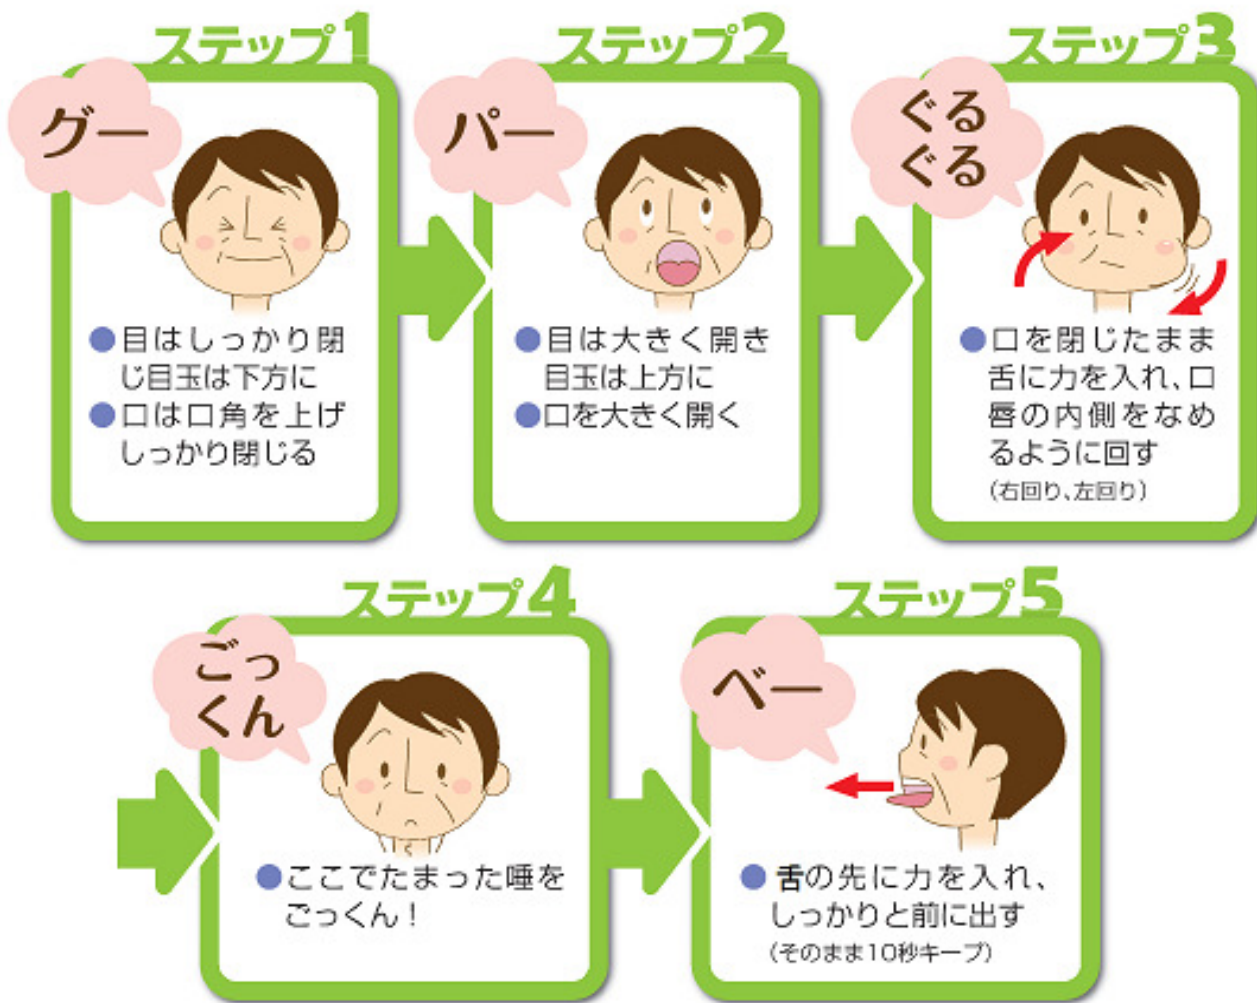 ステップ1
グー
●目はしっかり閉
じ目玉は下方に
●口は口角を上げ
しっかり閉じる
ステップ2
パー
●目は大きく開き
目玉は上方に
●口を大きく開く
ステップ3
ぐる
ぐる
●口を閉じたまま
舌に力を入れ、口
唇の内側をなめ
るように回す
(右回り、左回り)
ステップ4
ごっ
くん
●ここでたまった唾を
ごっくん!
ステップ5
べー
●舌の先に力を入れ、
しっかりと前に出す
(そのまま10秒キープ)